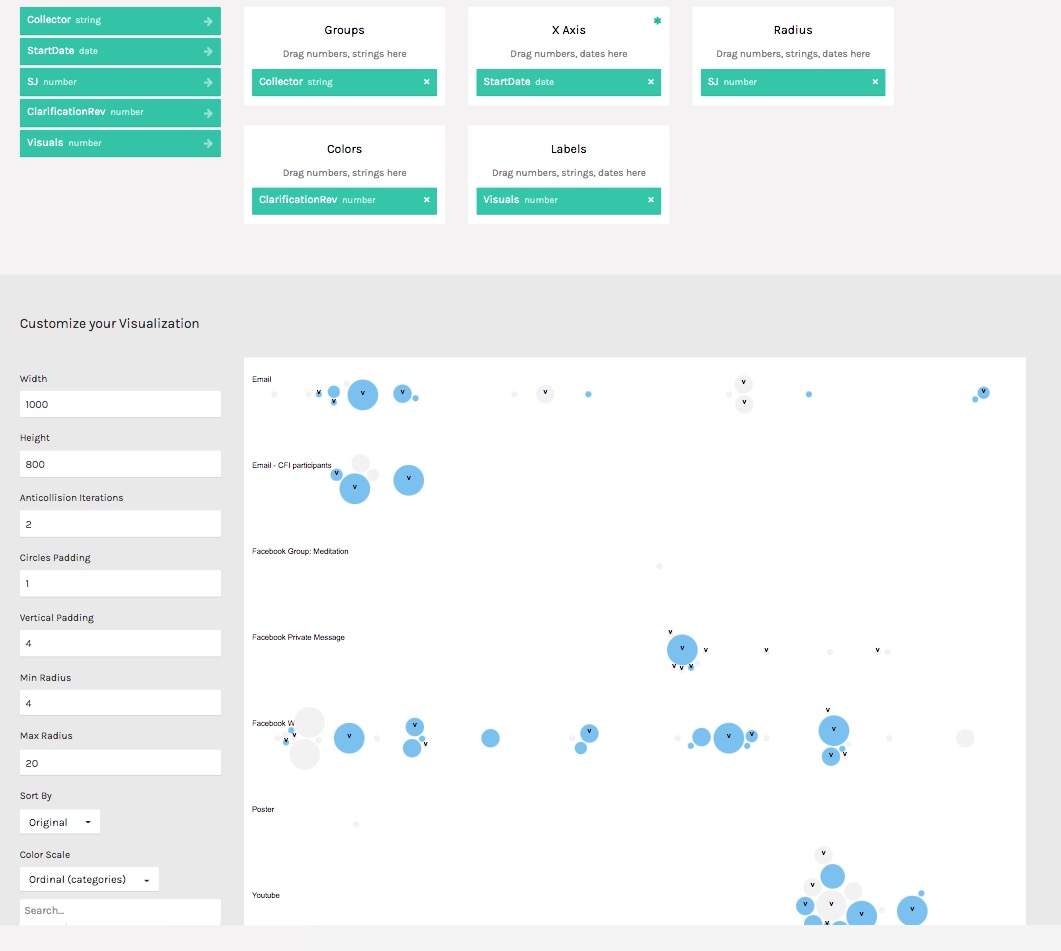 Collector string
StartDate date
SJ number
ClarificationRev number
Visuals number
Groups
Drag numbers, strings here
Collector string ×
X Axis
Drag numbers, strings, dates here
StartDate date ×
Radius
Drag numbers, strings, dates here
SJ number ×
Colors
Drag numbers, strings, dates here
ClarificationRev number ×
Labels
Drag numbers, strings, dates here
Visuals number ×
Customize your Visualization
Width
1000
Height
800
Anticollision Iterations
2
Circles Padding
1
Vertical Padding
4
Min Radius
4
Max Radius
20
Sort By
Original
Color Scale
Ordinal (categories)
Search...
Email
v v v v v v v v v
Email - CFI participants
v v v
Facebook Group: Meditation
Facebook Private Message
v v v v v v v v
Facebook W
v v v v v v v v v v v v
Poster
Youtube
v v v v v v v